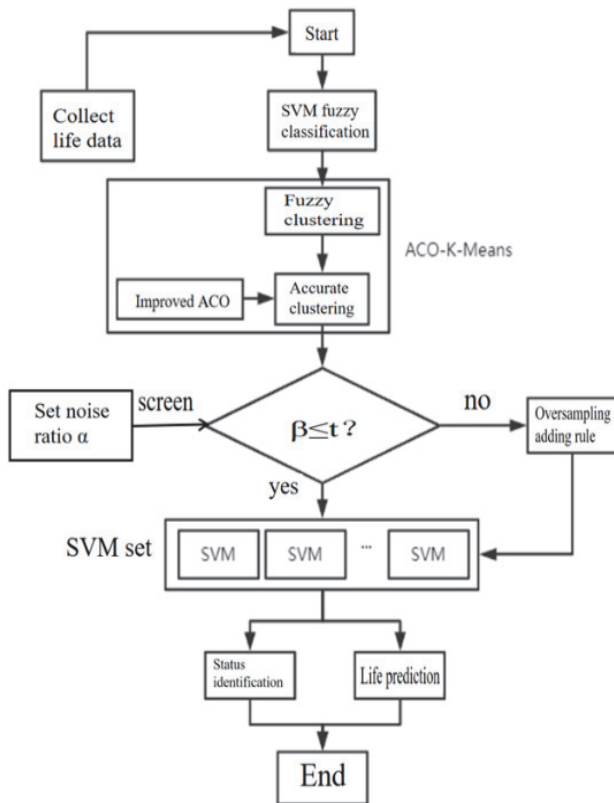 Start
Collect
life data
SVM fuzzy
classification
Fuzzy
clustering
ACO-K-Means
Improved ACO
Accurate
clustering
Set noise
ratio α
screen
β≤t?
no
Oversampling
adding rule
yes
SVM set
SVM SVM ... SVM
Status
identification
Life prediction
End